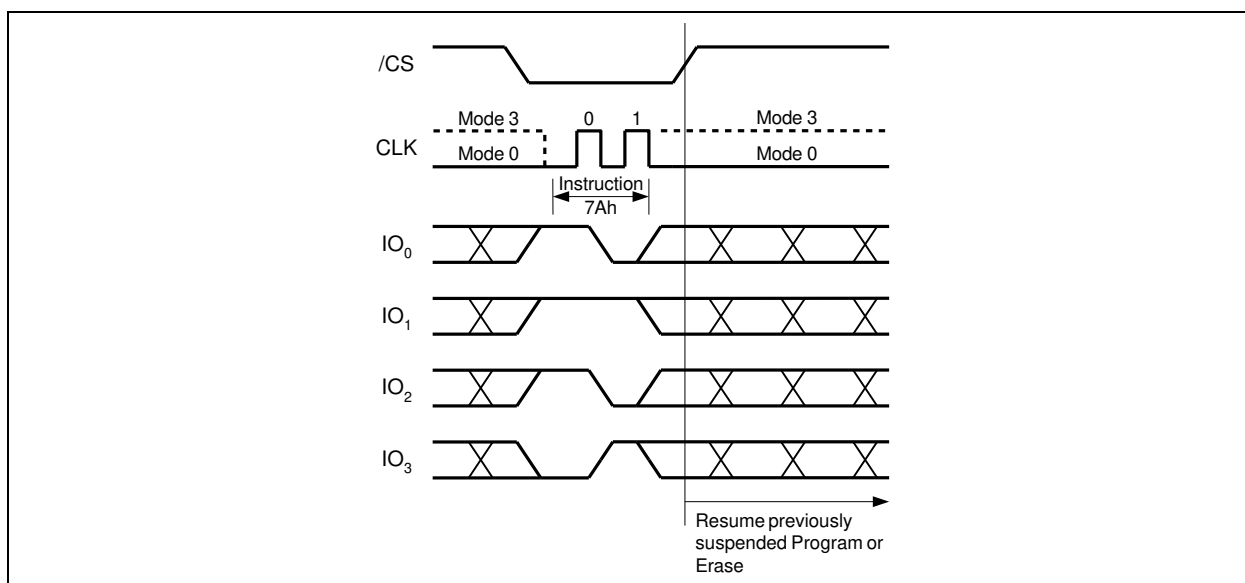 /CS
Mode 3 0 1 Mode 3
CLK
Mode 0 Mode 0
Instruction
7Ah
IO0
IO1
IO2
IO3
Resume previously
suspended Program or
Erase